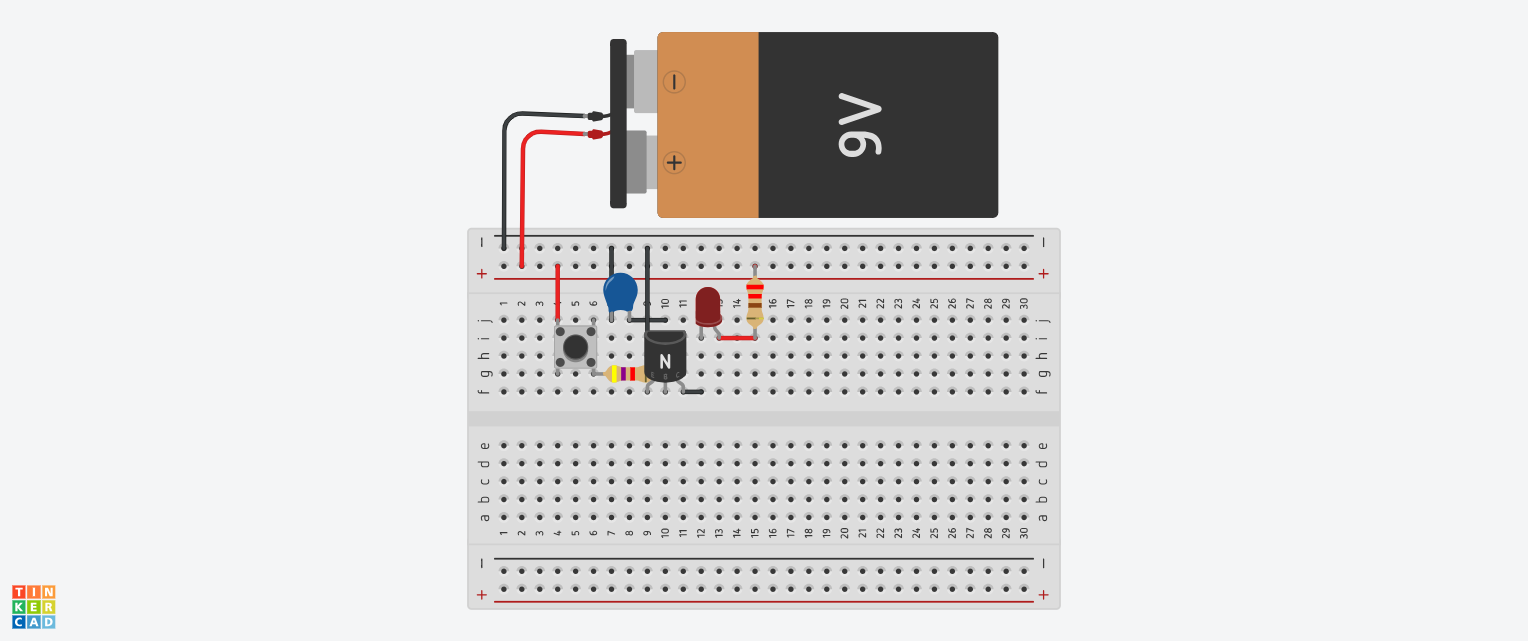 9V
−
+
− −
+ +
1 2 3 4 5 6 7 8 9 10 11 12 13 14 15 16 17 18 19 20 21 22 23 24 25 26 27 28 29 30
j j
i i
h h
g g
f f
N
E B C
e e
d d
c c
b b
a a
1 2 3 4 5 6 7 8 9 10 11 12 13 14 15 16 17 18 19 20 21 22 23 24 25 26 27 28 29 30
− −
+ +
TIN
KER
CAD